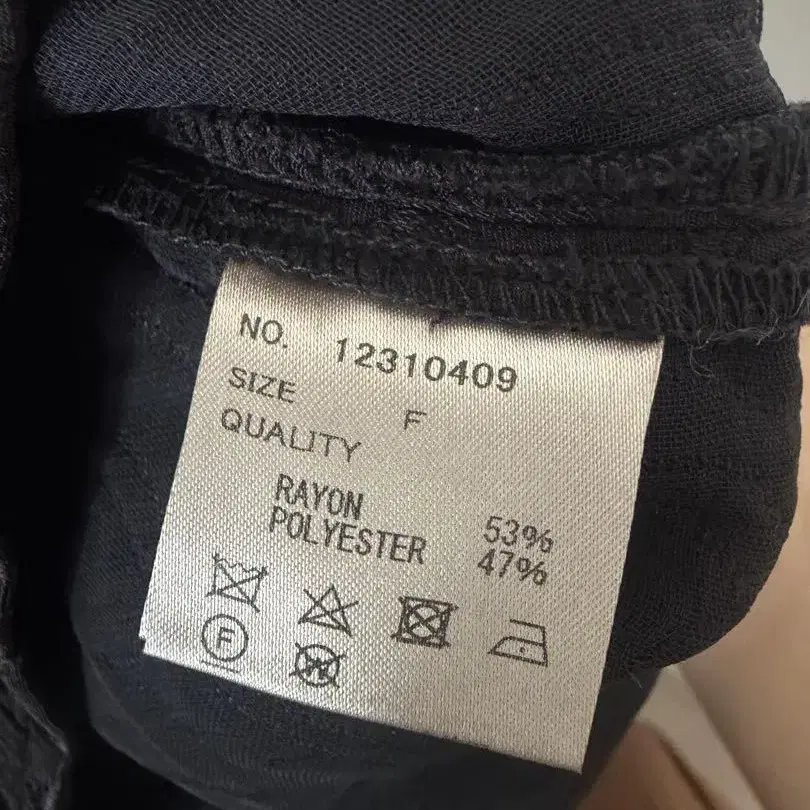 NO. 12310409
SIZE F
QUALITY
RAYON 53%
POLYESTER 47%
F W